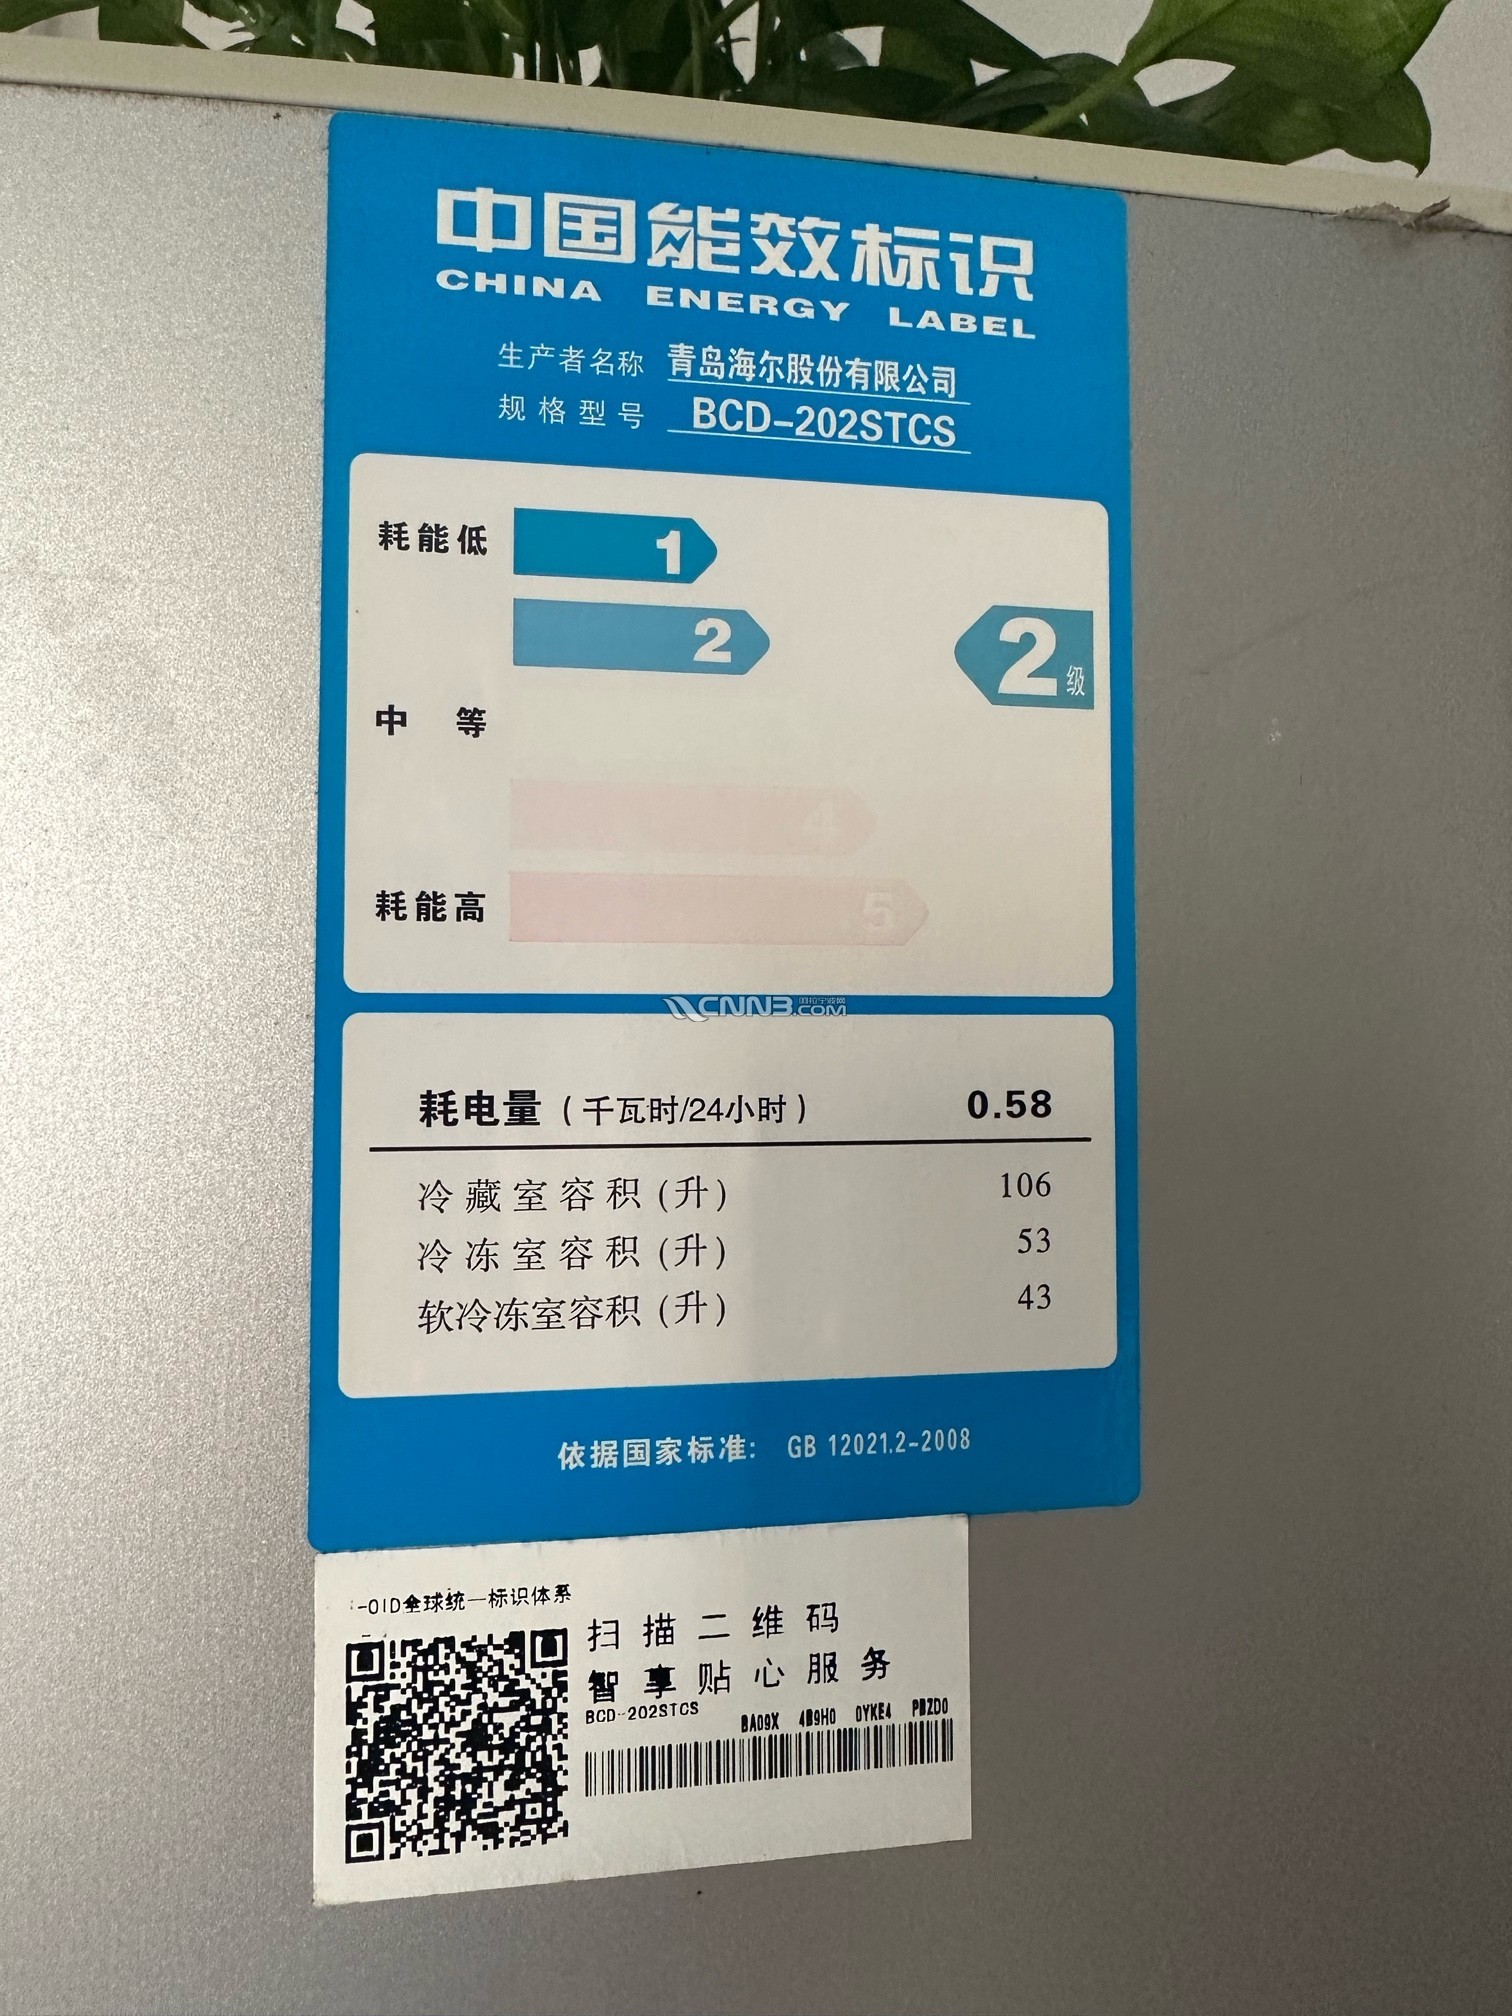 中国能效标识
CHINA ENERGY LABEL
生产者名称 青岛海尔股份有限公司
规格型号 BCD-202STCS
耗能低 1
2 2级
中 等
4
耗能高 5
CNNB.COM
耗电量(千瓦时/24小时) 0.58
冷藏室容积(升) 106
冷冻室容积(升) 53
软冷冻室容积(升) 43
依据国家标准: GB 12021.2-2008
-OID全球统一标识体系
扫描二维码
智享贴心服务
BCD-202STCS
BA09X 4B9H0 0YKE4 PBZD0